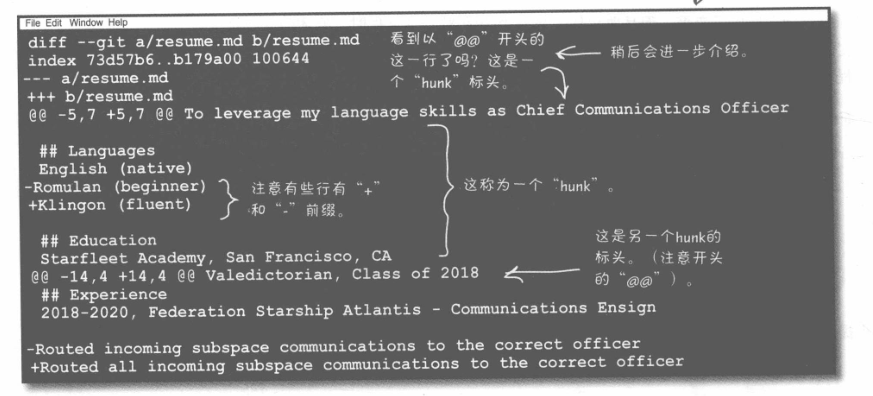 File Edit Window Help
diff --git a/resume.md b/resume.md
index 73d57b6..b179a00 100644
--- a/resume.md
+++ b/resume.md
@@ -5,7 +5,7 @@ To leverage my language skills as Chief Communications Officer
看到以“@@”开头的
这一行了吗？这是一
个“hunk”标头。
稍后会进一步介绍。
## Languages
English (native)
-Romulan (beginner)
+Klingon (fluent)
注意有些行有“+”
和“-”前缀。
这称为一个“hunk”。
## Education
Starfleet Academy, San Francisco, CA
@@ -14,4 +14,4 @@ Valedictorian, Class of 2018
这是另一个hunk的
标头。（注意开头
的“@@”）。
## Experience
2018-2020, Federation Starship Atlantis - Communications Ensign
-Routed incoming subspace communications to the correct officer
+Routed all incoming subspace communications to the correct officer